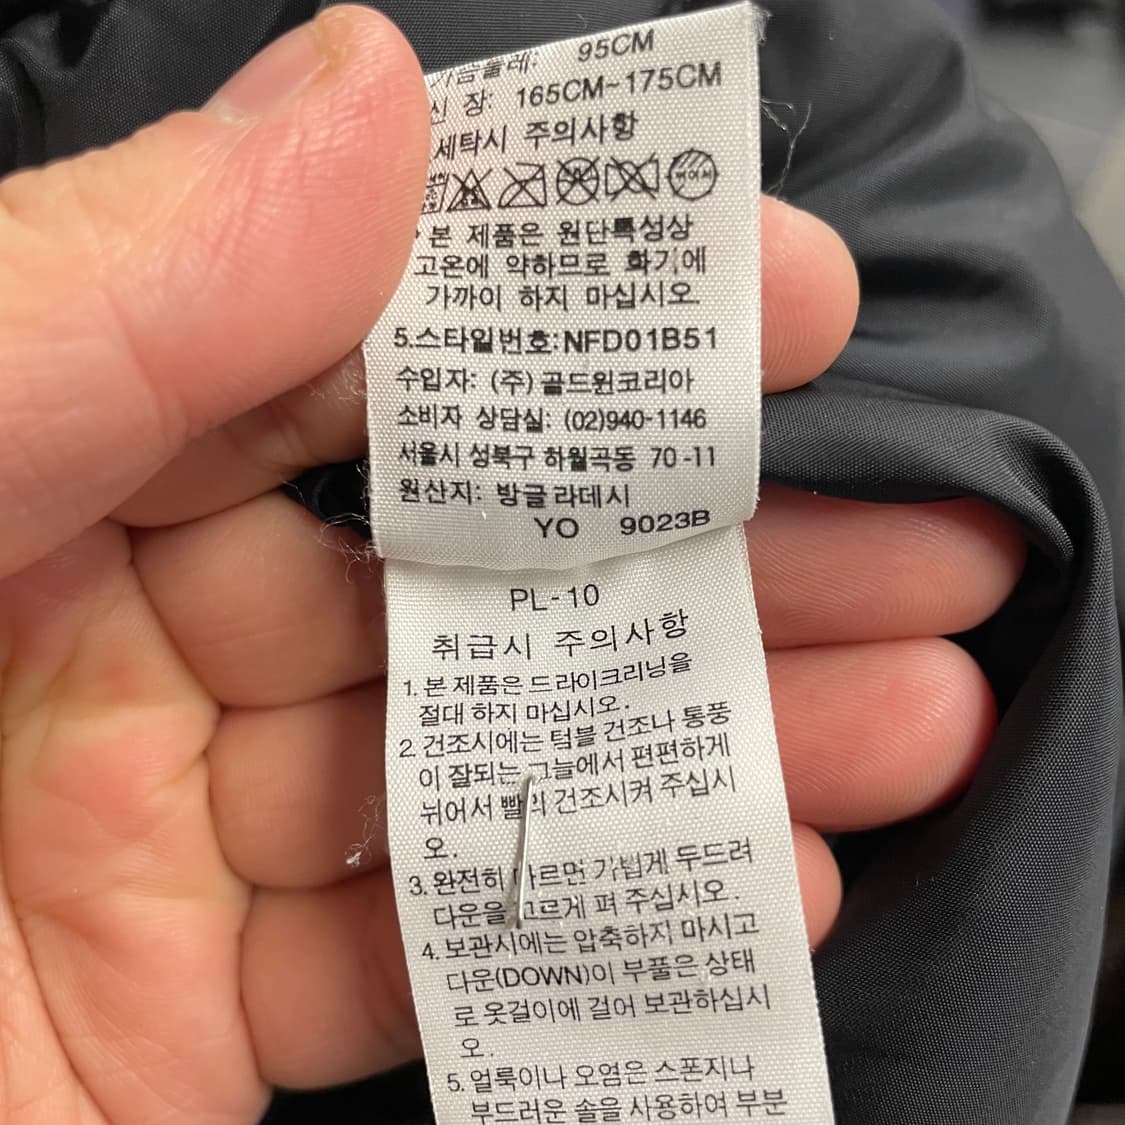 가슴둘레: 95CM
신 장: 165CM~175CM
세탁시 주의사항
본 제품은 원단특성상
고온에 약하므로 화기에
가까이 하지 마십시오.
5.스타일번호:NFD01B51
수입자: (주)골드윈코리아
소비자 상담실: (02)940-1146
서울시 성북구 하월곡동 70-11
원산지: 방글라데시
YO 9023B
PL-10
취급시 주의사항
1. 본 제품은 드라이크리닝을
절대 하지 마십시오.
2. 건조시에는 텀블 건조나 통풍
이 잘되는 그늘에서 편편하게
뉘어서 빨리 건조시켜 주십시
오.
3. 완전히 마르면 가볍게 두드려
다운을 고르게 펴 주십시오.
4. 보관시에는 압축하지 마시고
다운(DOWN)이 부풀은 상태
로 옷걸이에 걸어 보관하십시
오.
5. 얼룩이나 오염은 스폰지나
부드러운 솔을 사용하여 부분